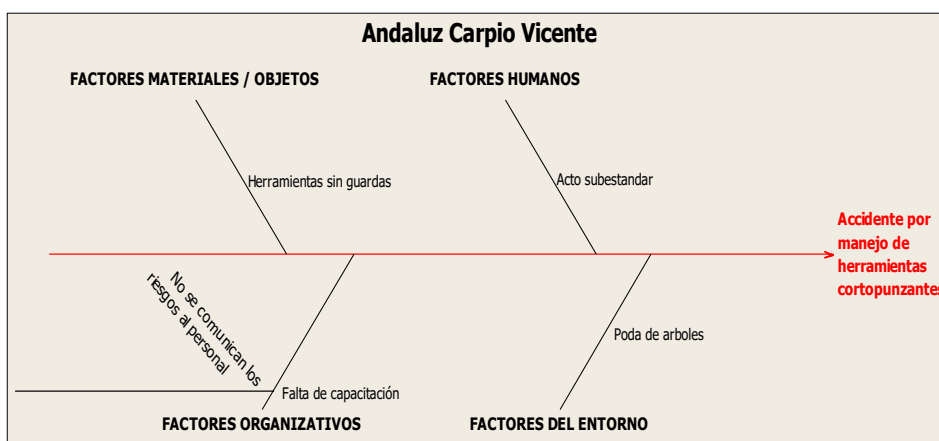 Andaluz Carpio Vicente
FACTORES MATERIALES / OBJETOS
FACTORES HUMANOS
Herramientas sin guardas
Acto subestandar
Accidente por
manejo de
herramientas
cortopunzantes
No se comunican los
riesgos al personal
Poda de arboles
Falta de capacitación
FACTORES ORGANIZATIVOS
FACTORES DEL ENTORNO